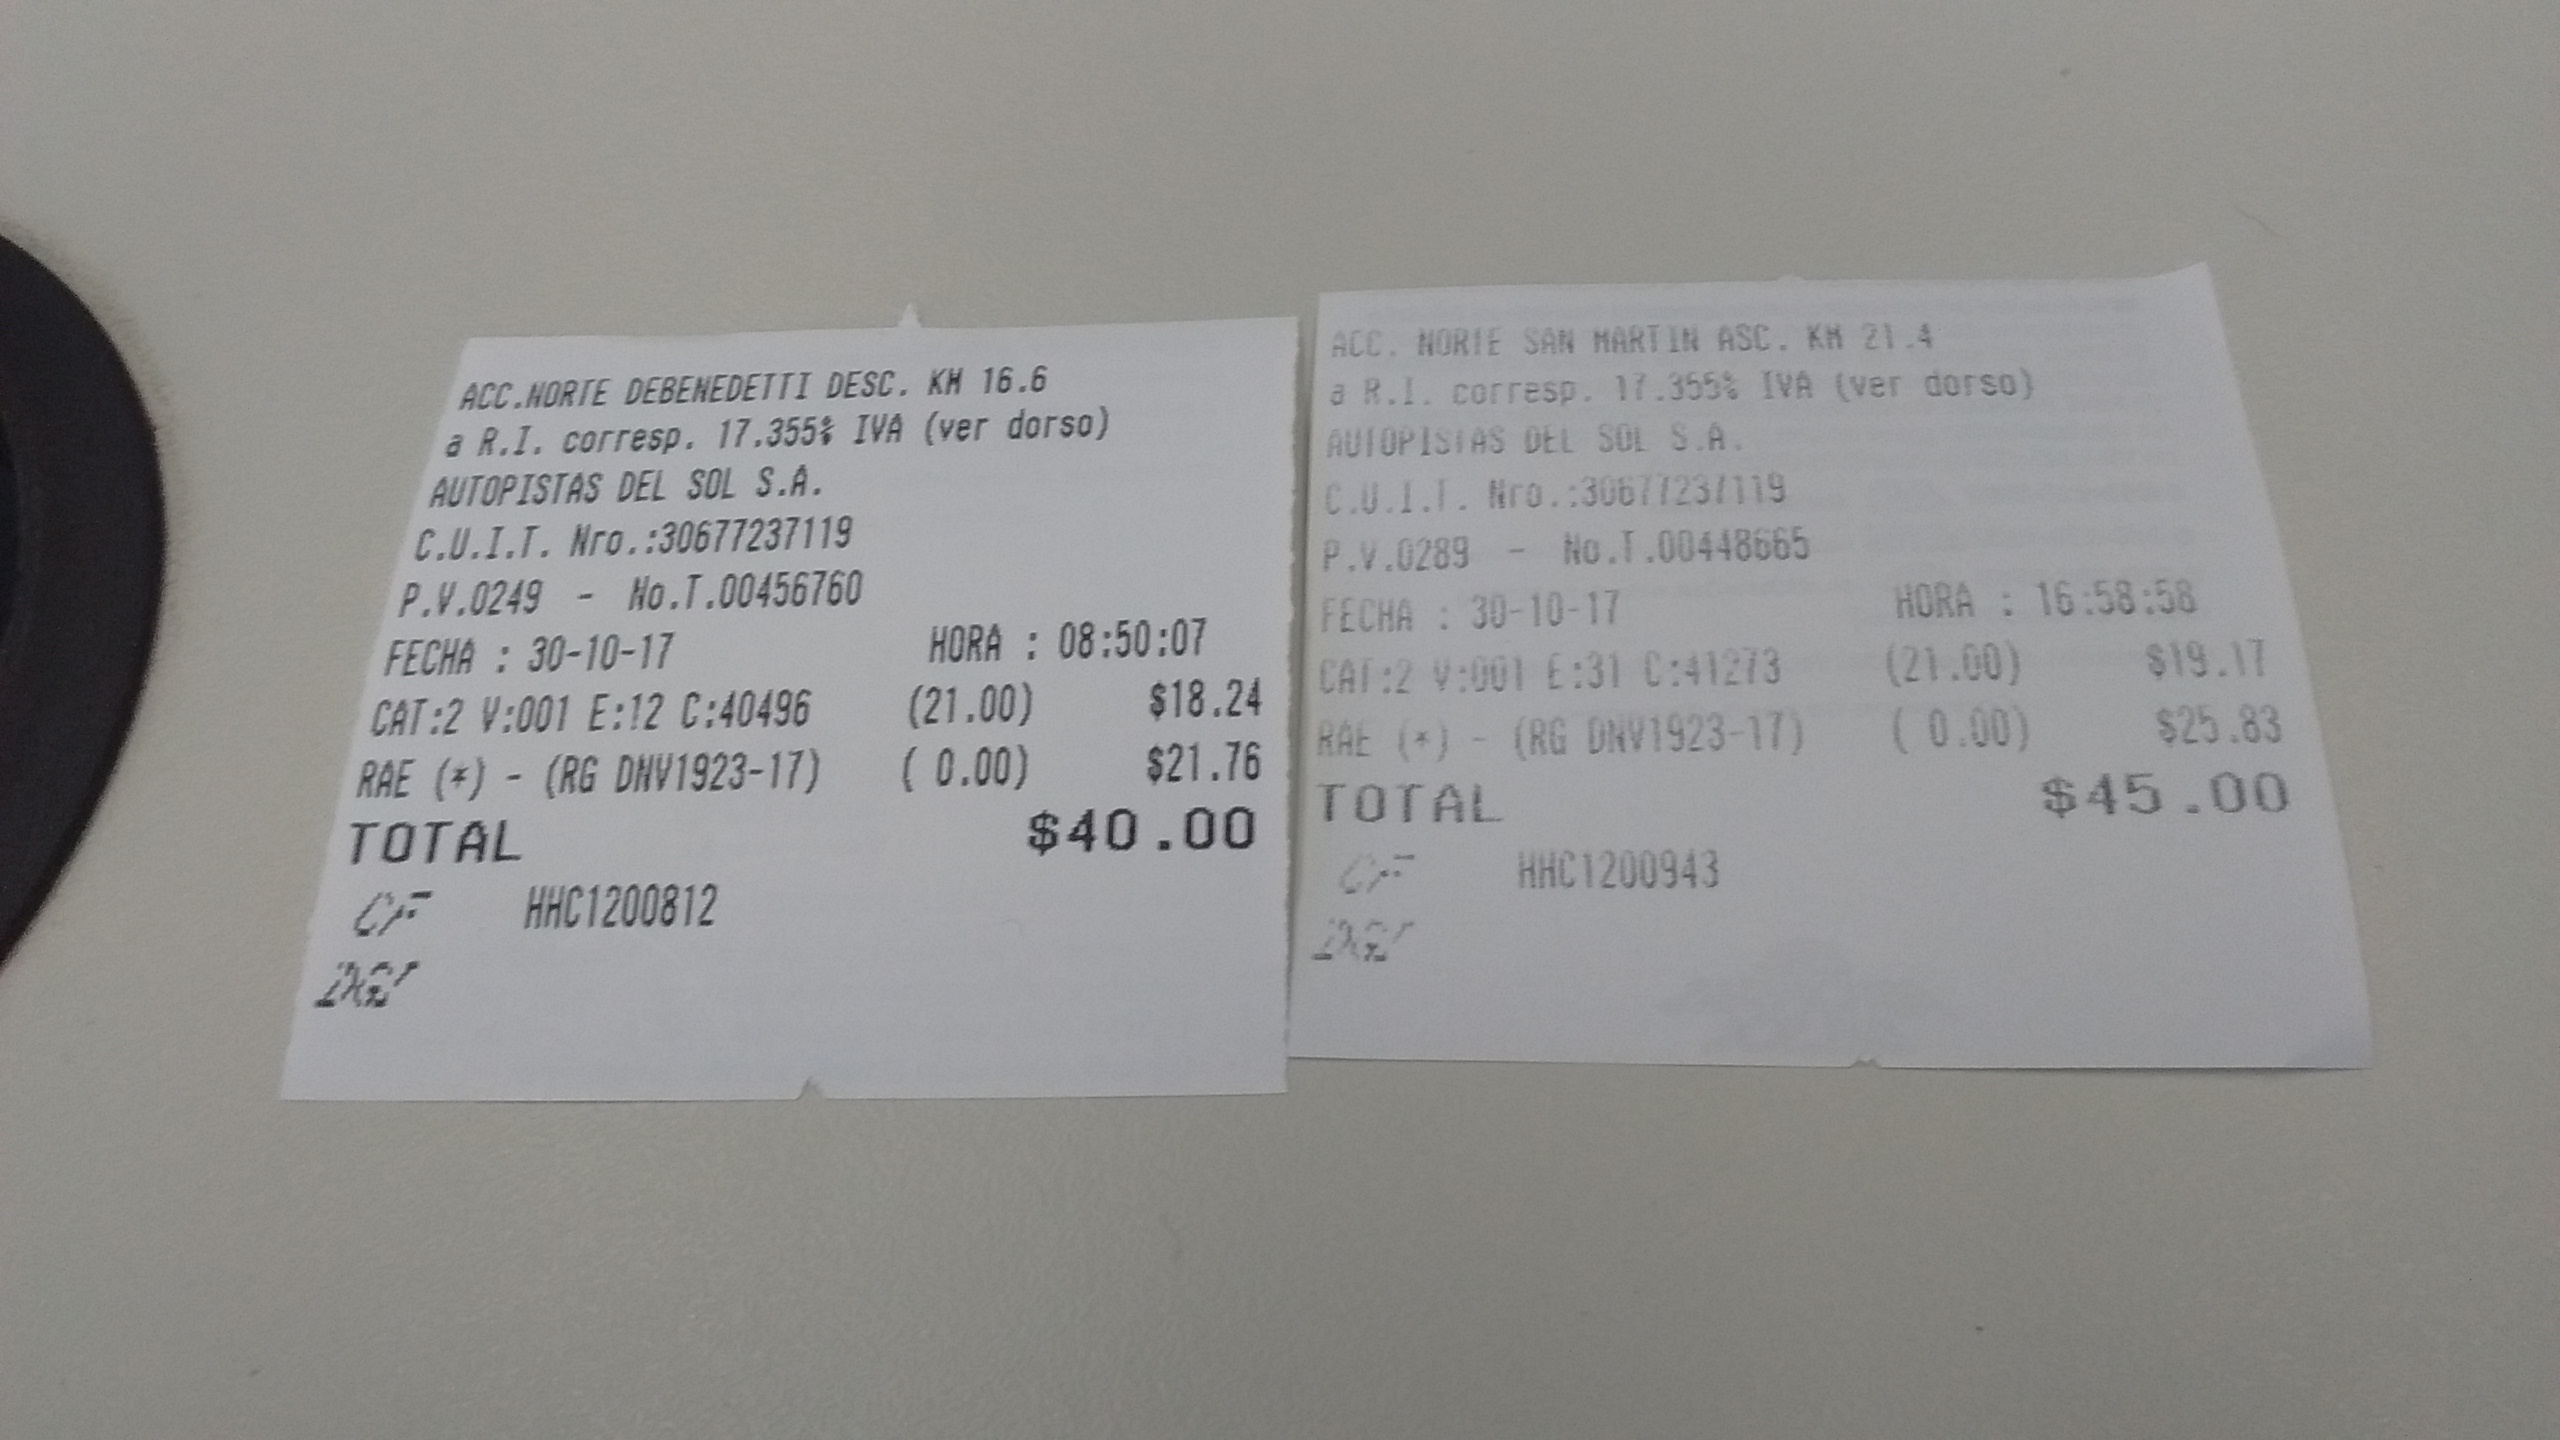 ACC.NORTE DEBENEDETTI DESC. KM 16.6
a R.I. corresp. 17.355% IVA (ver dorso)
AUTOPISTAS DEL SOL S.A.
C.U.I.T. Nro.:30677237119
P.V.0249 - No.T.00456760
FECHA : 30-10-17 HORA : 08:50:07
CAT:2 V:001 E:12 C:40496 (21.00) $18.24
RAE (*) - (RG DNV1923-17) ( 0.00) $21.76
TOTAL $40.00
CF HHC1200812
ACC. NORTE SAN MARTIN ASC. KM 21.4
a R.I. corresp. 17.355% IVA (ver dorso)
AUTOPISTAS DEL SOL S.A.
C.U.I.T. Nro.:30677237119
P.V.0289 - No.T.00448665
FECHA : 30-10-17 HORA : 16:58:58
CAT:2 V:001 E:31 C:41273 (21.00) $19.17
RAE (*) - (RG DNV1923-17) ( 0.00) $25.83
TOTAL $45.00
CF HHC1200943